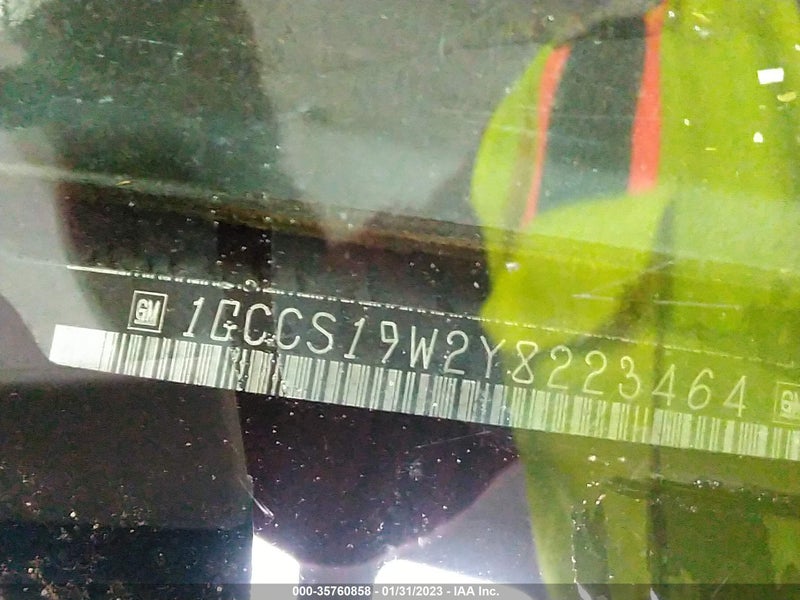 GM 1GCCS19W2Y8223464 GM
000-35760858 - 01/31/2023 - IAA Inc.